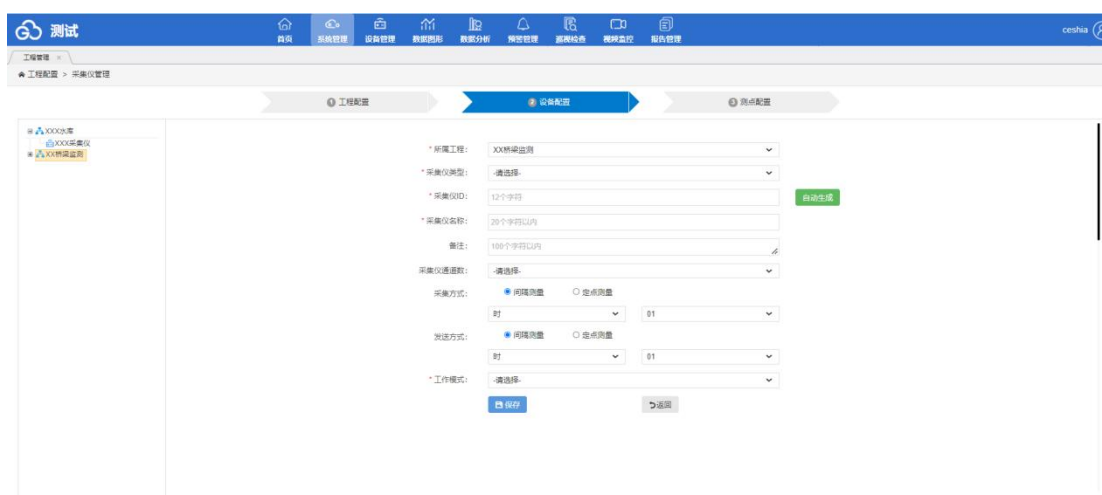 测试
首页 系统管理 设备管理 数据图形 数据分析 预警管理 巡视检查 视频监控 报告管理
ceshia
工程管理 ×
工程配置 > 采集仪管理
1 工程配置 2 设备配置 3 测点配置
XXX水库
XXX采集仪
XX桥梁监测
* 所属工程: XX桥梁监测
* 采集仪类型: -请选择-
* 采集仪ID: 12个字符 自动生成
* 采集仪名称: 20个字符以内
备注: 100个字符以内
采集仪通道数: -请选择-
采集方式: 间隔测量 定点测量
时 01
发送方式: 间隔测量 定点测量
时 01
* 工作模式: -请选择-
保存 返回